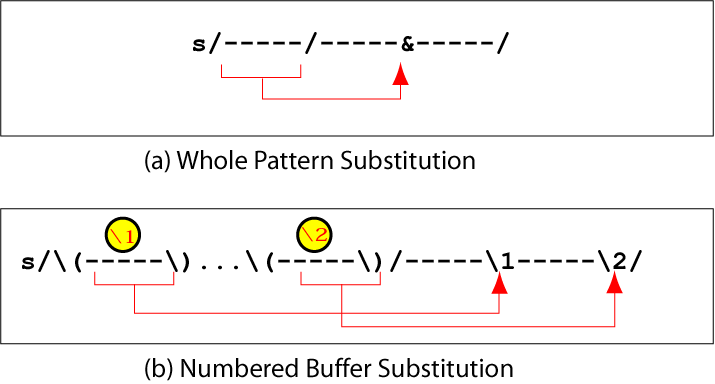 s/-----/-----&-----/
(a) Whole Pattern Substitution
\1 \2
s/\(-----\)...\(-----\)/-----\1-----\2/
(b) Numbered Buffer Substitution